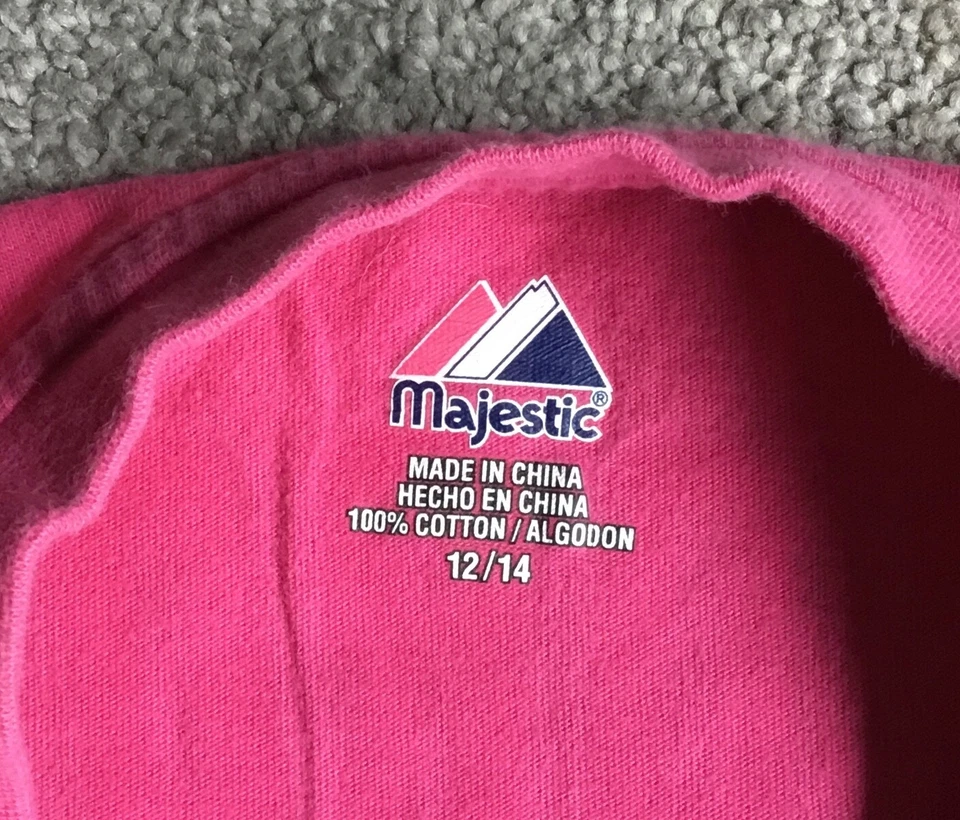 Majestic®
MADE IN CHINA
HECHO EN CHINA
100% COTTON / ALGODON
12/14